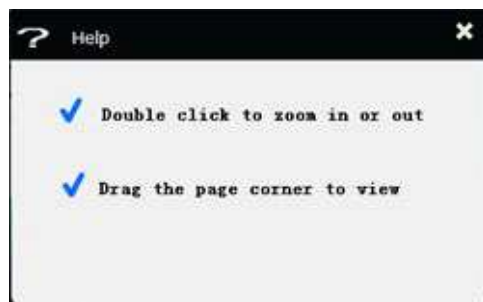 ? Help
Double click to zoom in or out
Drag the page corner to view